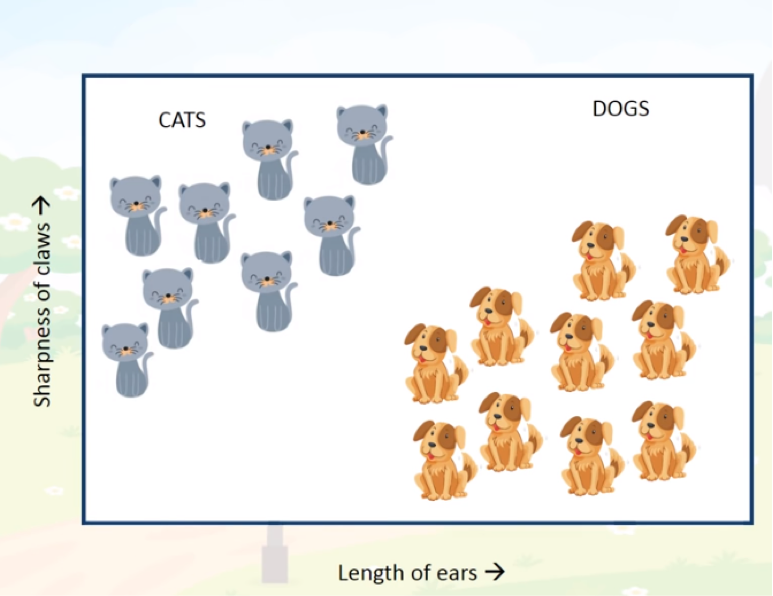 CATS
DOGS
Sharpness of claws →
Length of ears →